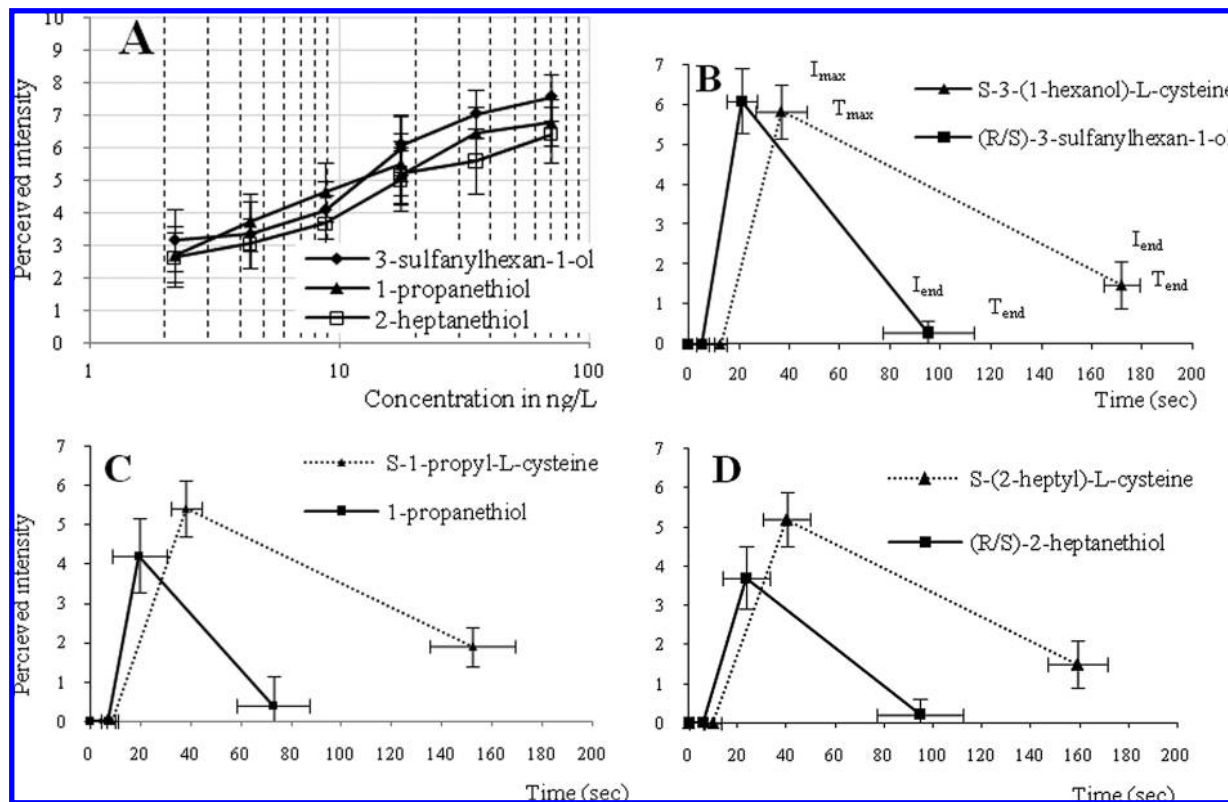 A
10
9
8
7
6
5
4
3
2
1
0
Perceived intensity
3-sulfanylhexan-1-ol
1-propanethiol
2-heptanethiol
1
10
100
Concentration in ng/L
B
7
6
5
4
3
2
1
0
Imax
Tmax
S-3-(1-hexanol)-L-cysteine
(R/S)-3-sulfanylhexan-1-ol
Iend
Tend
Iend
Tend
0 20 40 60 80 100 120 140 160 180 200
Time (sec)
C
7
6
5
4
3
2
1
0
Percieved intensity
S-1-propyl-L-cysteine
1-propanethiol
0 20 40 60 80 100 120 140 160 180 200
Time (sec)
D
7
6
5
4
3
2
1
0
S-(2-heptyl)-L-cysteine
(R/S)-2-heptanethiol
0 20 40 60 80 100 120 140 160 180 200
Time (sec)